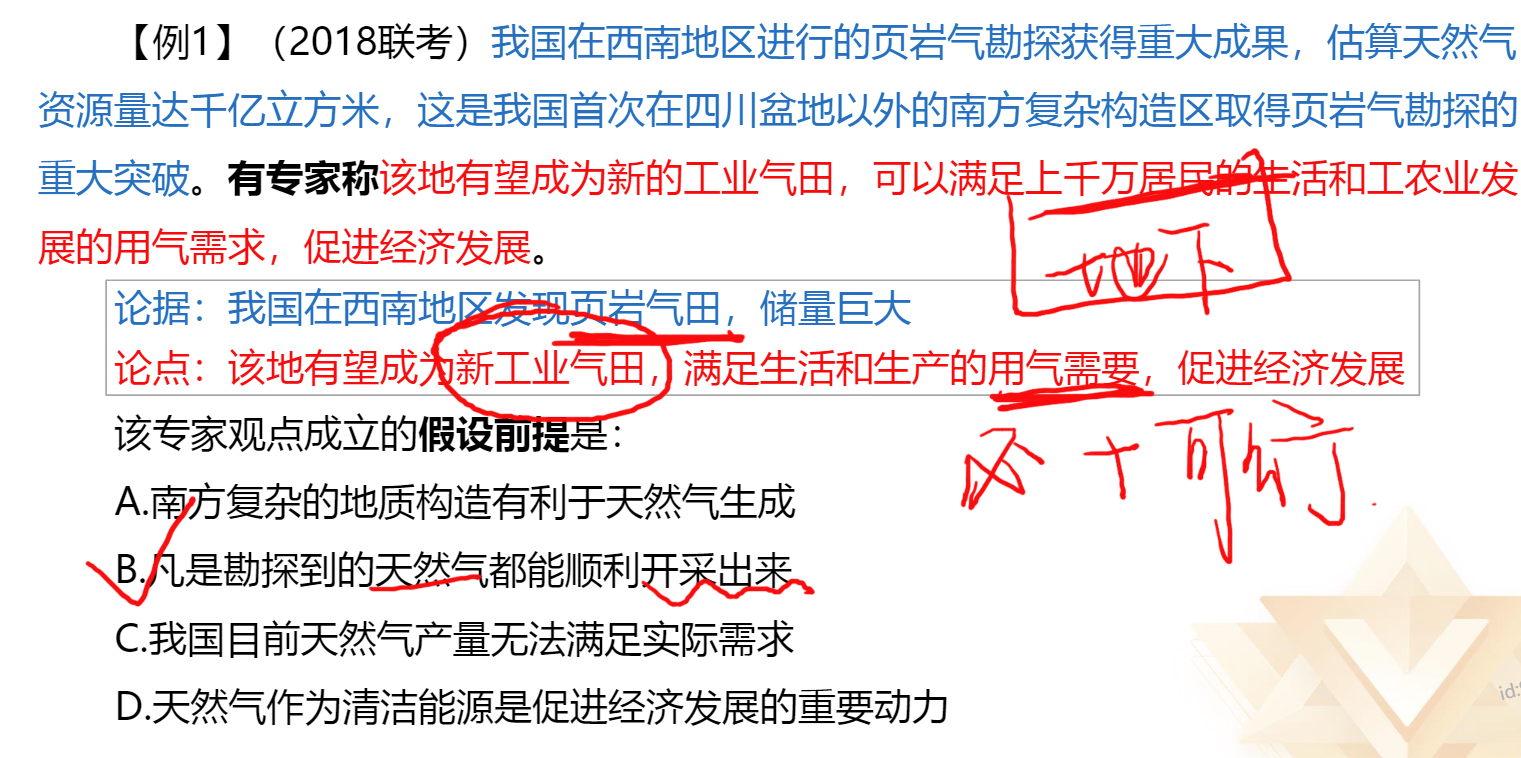 【例1】（2018联考）我国在西南地区进行的页岩气勘探获得重大成果，估算天然气
资源量达千亿立方米，这是我国首次在四川盆地以外的南方复杂构造区取得页岩气勘探的
重大突破。有专家称该地有望成为新的工业气田，可以满足上千万居民的生活和工农业发
展的用气需求，促进经济发展。
地下
论据：我国在西南地区发现页岩气田，储量巨大
论点：该地有望成为新工业气田，满足生活和生产的用气需要，促进经济发展
该专家观点成立的假设前提是：
必 + 可行
A.南方复杂的地质构造有利于天然气生成
B.凡是勘探到的天然气都能顺利开采出来
C.我国目前天然气产量无法满足实际需求
D.天然气作为清洁能源是促进经济发展的重要动力